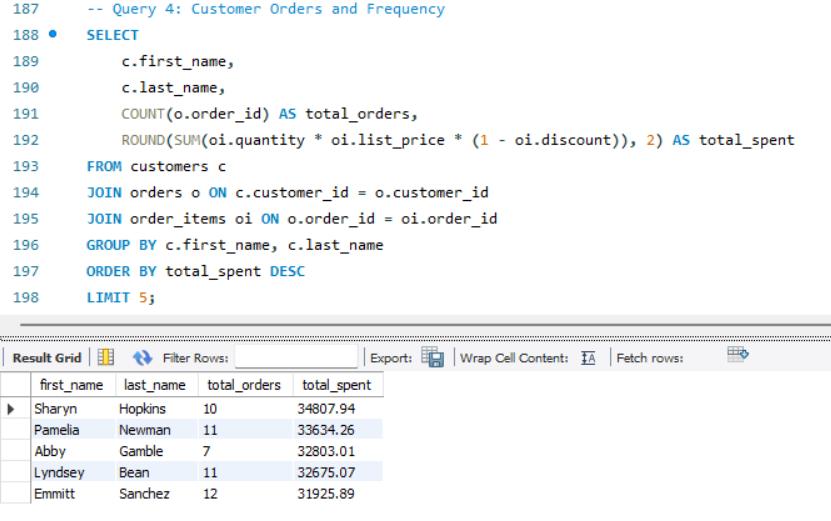 187 -- Query 4: Customer Orders and Frequency
188 SELECT
189 c.first_name,
190 c.last_name,
191 COUNT(o.order_id) AS total_orders,
192 ROUND(SUM(oi.quantity * oi.list_price * (1 - oi.discount)), 2) AS total_spent
193 FROM customers c
194 JOIN orders o ON c.customer_id = o.customer_id
195 JOIN order_items oi ON o.order_id = oi.order_id
196 GROUP BY c.first_name, c.last_name
197 ORDER BY total_spent DESC
198 LIMIT 5;
Result Grid Filter Rows: Export: Wrap Cell Content: IA Fetch rows:
first_name last_name total_orders total_spent
Sharyn Hopkins 10 34807.94
Pamelia Newman 11 33634.26
Abby Gamble 7 32803.01
Lyndsey Bean 11 32675.07
Emmitt Sanchez 12 31925.89